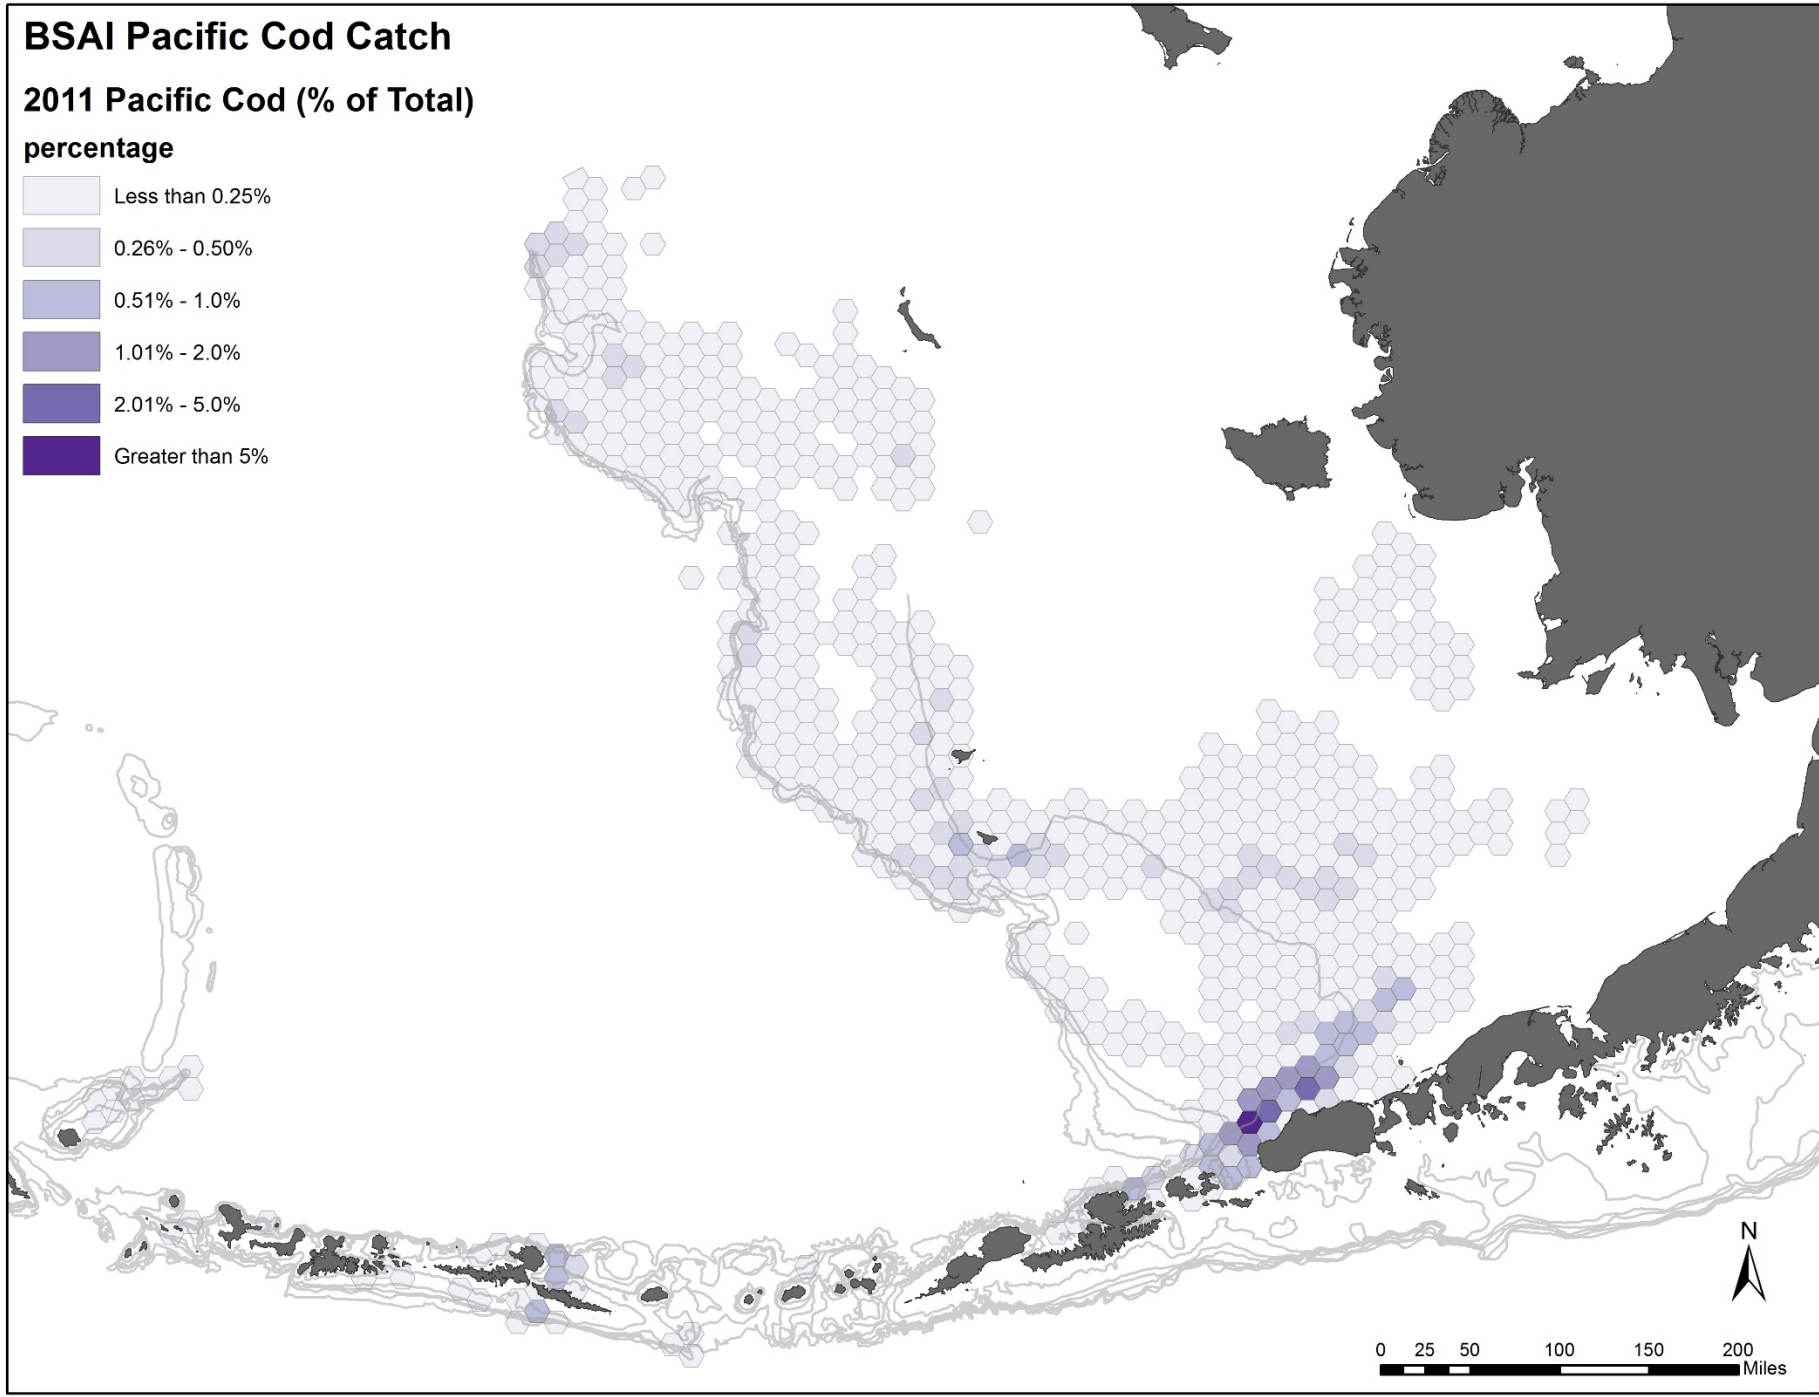 BSAI Pacific Cod Catch
2011 Pacific Cod (% of Total)
percentage
Less than 0.25%
0.26% - 0.50%
0.51% - 1.0%
1.01% - 2.0%
2.01% - 5.0%
Greater than 5%
N
0 25 50 100 150 200
Miles